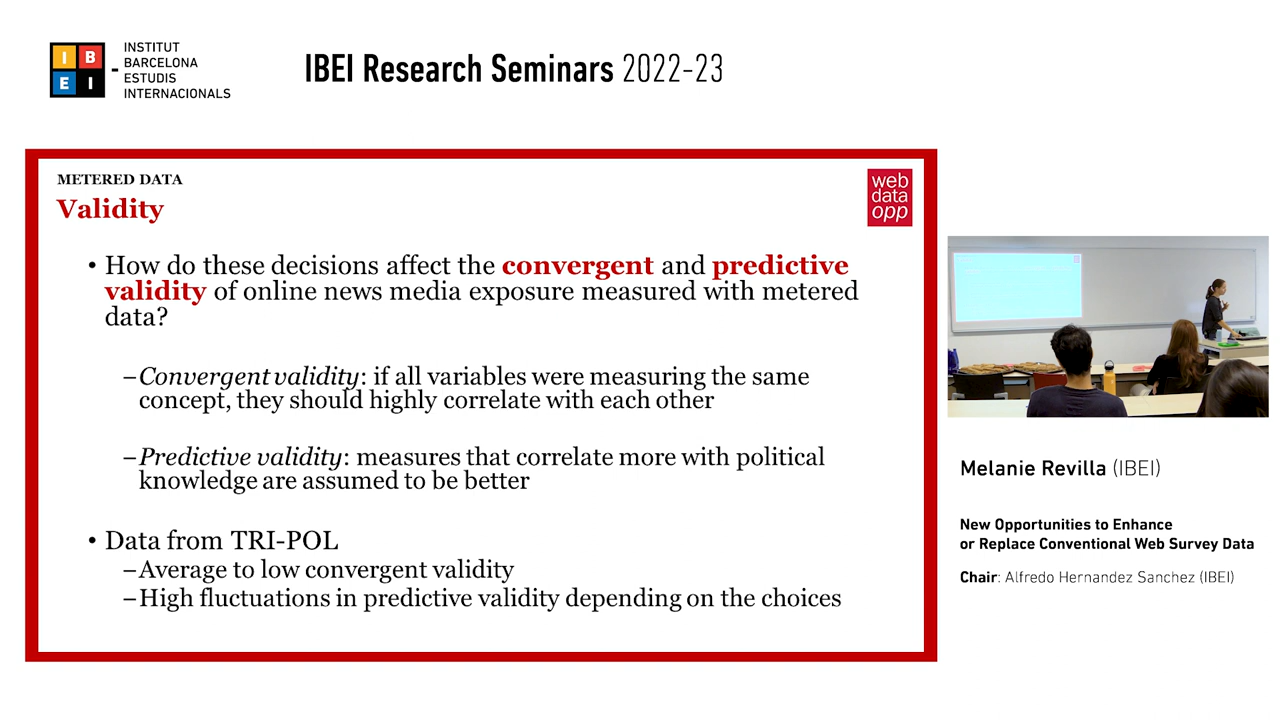 I B
E I
INSTITUT
BARCELONA
ESTUDIS
INTERNACIONALS
IBEI Research Seminars 2022-23
METERED DATA
Validity
web
data
opp
• How do these decisions affect the convergent and predictive
validity of online news media exposure measured with metered
data?
–Convergent validity: if all variables were measuring the same
concept, they should highly correlate with each other
–Predictive validity: measures that correlate more with political
knowledge are assumed to be better
• Data from TRI-POL
–Average to low convergent validity
–High fluctuations in predictive validity depending on the choices
Melanie Revilla (IBEI)
New Opportunities to Enhance
or Replace Conventional Web Survey Data
Chair: Alfredo Hernandez Sanchez (IBEI)